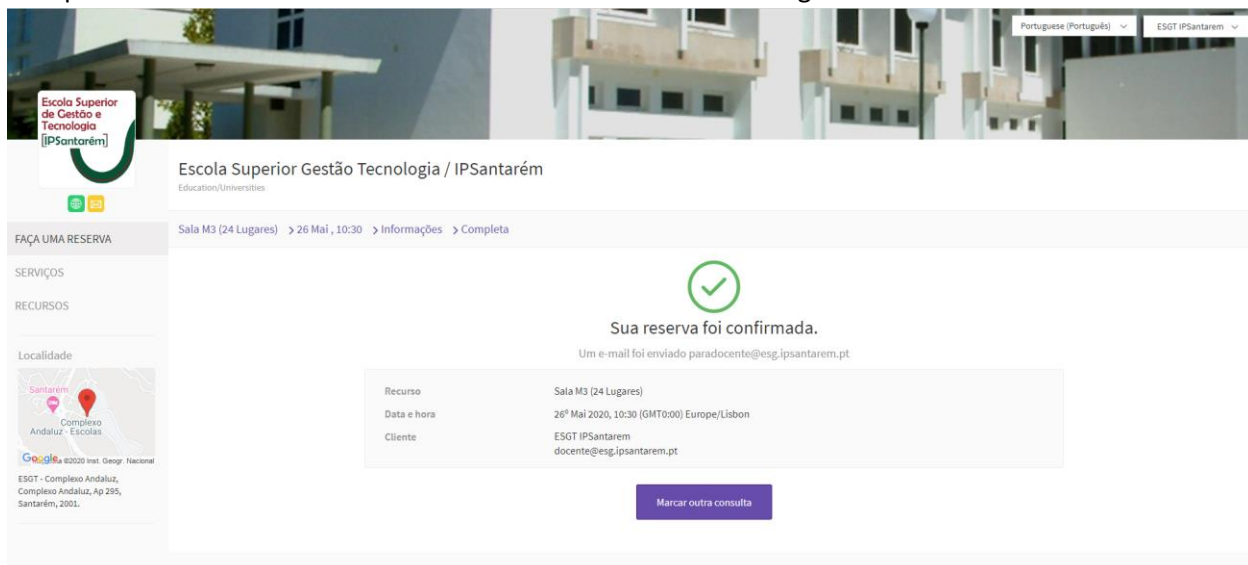 Portuguese (Português)
ESGT IPSantarem
Escola Superior
de Gestão e
Tecnologia
[IPSantarém]
Escola Superior Gestão Tecnologia / IPSantarém
Education/Universities
Sala M3 (24 Lugares) > 26 Mai , 10:30 > Informações > Completa
FAÇA UMA RESERVA
SERVIÇOS
RECURSOS
Localidade
Santarém
Complexo
Andaluz - Escolas
Google
©2020 Inst. Geogr. Nacional
ESGT - Complexo Andaluz,
Complexo Andaluz, Ap 295,
Santarém, 2001.
Sua reserva foi confirmada.
Um e-mail foi enviado paradocente@esg.ipsantarem.pt
Recurso Sala M3 (24 Lugares)
Data e hora 26º Mai 2020, 10:30 (GMT0:00) Europe/Lisbon
Cliente ESGT IPSantarem
docente@esg.ipsantarem.pt
Marcar outra consulta